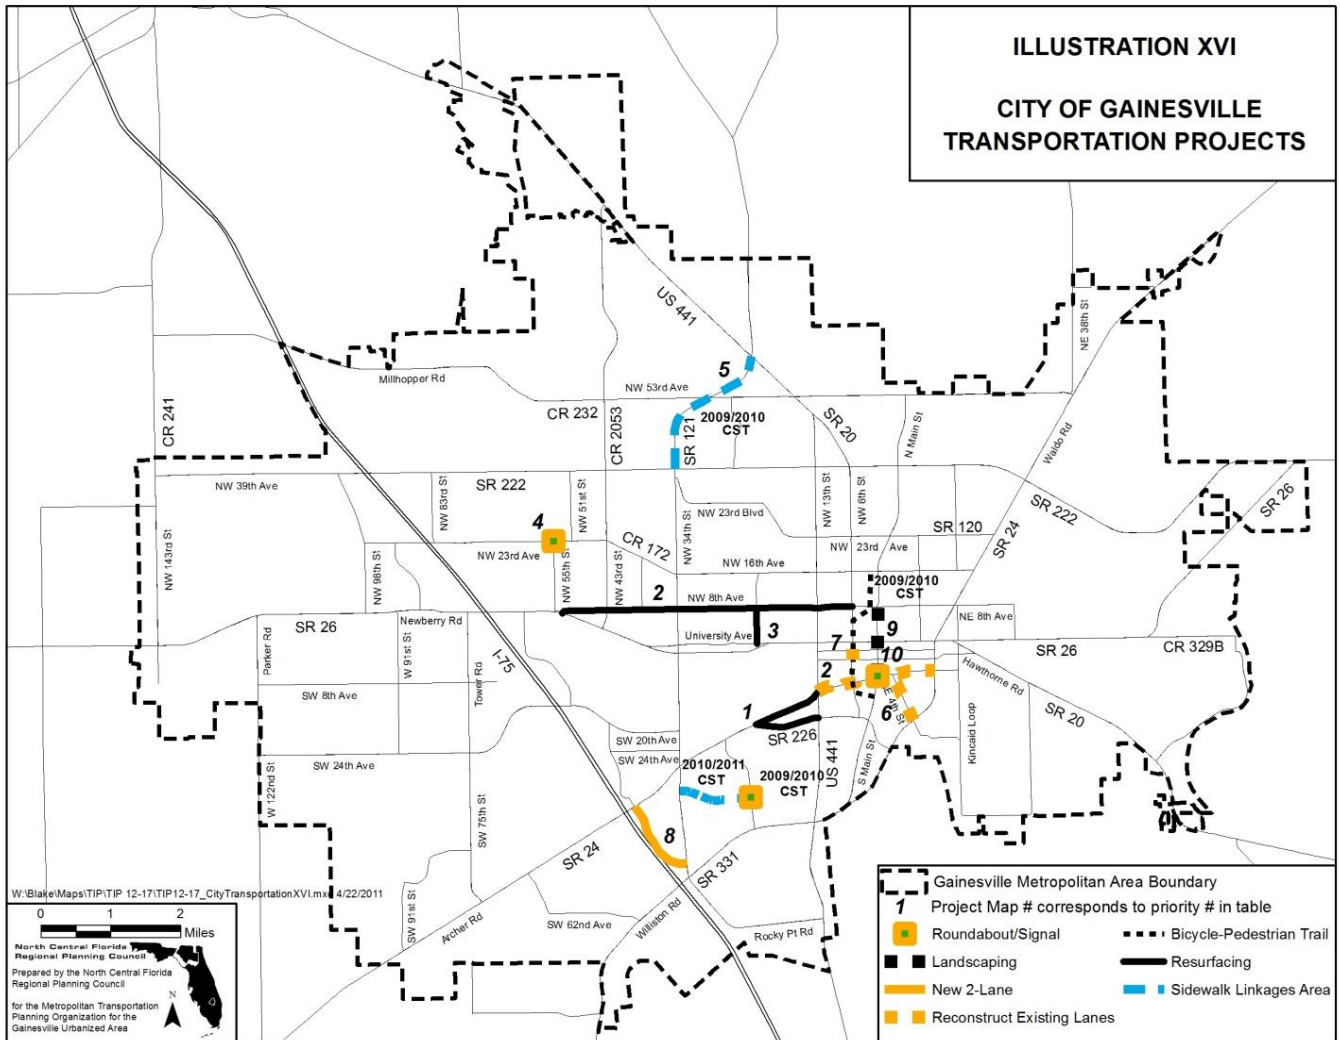 ILLUSTRATION XVI
CITY OF GAINESVILLE
TRANSPORTATION PROJECTS
US 441
NE 38th St
Millhopper Rd
5
NW 53rd Ave
CR 241
CR 232
CR 2053
SR 121
2009/2010
CST
SR 20
N Main St
Waldo Rd
NW 39th Ave
SR 222
NW 83rd St
NW 51st St
NW 34th St
NW 23rd Blvd
NW 13th St
NW 6th St
SR 120
SR 222
SR 26
SR 24
4
NW 143rd St
NW 98th St
NW 23rd Ave
NW 55th St
NW 43rd St
CR 172
NW 23rd Ave
NW 16th Ave
2009/2010
CST
2
NW 8th Ave
SR 26
Newberry Rd
3
University Ave
9
NE 8th Ave
7
10
SR 26
CR 329B
Parker Rd
W 91st St
I-75
Tower Rd
SW 8th Ave
2
Hawthorne Rd
SR 20
E 4th St
6
1
SR 226
SW 20th Ave
SW 24th Ave
SW 24th Ave
US 441
S Main St
Kincaid Loop
2010/2011
CST
2009/2010
CST
W 122nd St
SW 75th St
8
SR 24
SR 331
SW 91st St
Archer Rd
SW 62nd Ave
Williston Rd
Rocky Pt Rd
W:\Blake\Maps\TIP\TIP 12-17\TIP12-17_CityTransportationXVI.mxd 4/22/2011
0 1 2
Miles
North Central Florida
Regional Planning Council
Prepared by the North Central Florida
Regional Planning Council
N
for the Metropolitan Transportation
Planning Organization for the
Gainesville Urbanized Area
Gainesville Metropolitan Area Boundary
1 Project Map # corresponds to priority # in table
Roundabout/Signal
Bicycle-Pedestrian Trail
Landscaping
Resurfacing
New 2-Lane
Sidewalk Linkages Area
Reconstruct Existing Lanes